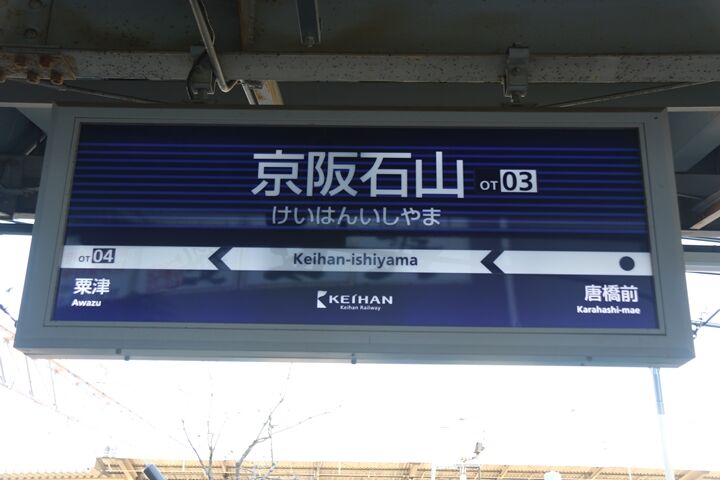 京阪石山 OT 03
けいはんいしやま
OT 04
Keihan-ishiyama
粟津
Awazu
KEIHAN
Keihan Railway
唐橋前
Karahashi-mae